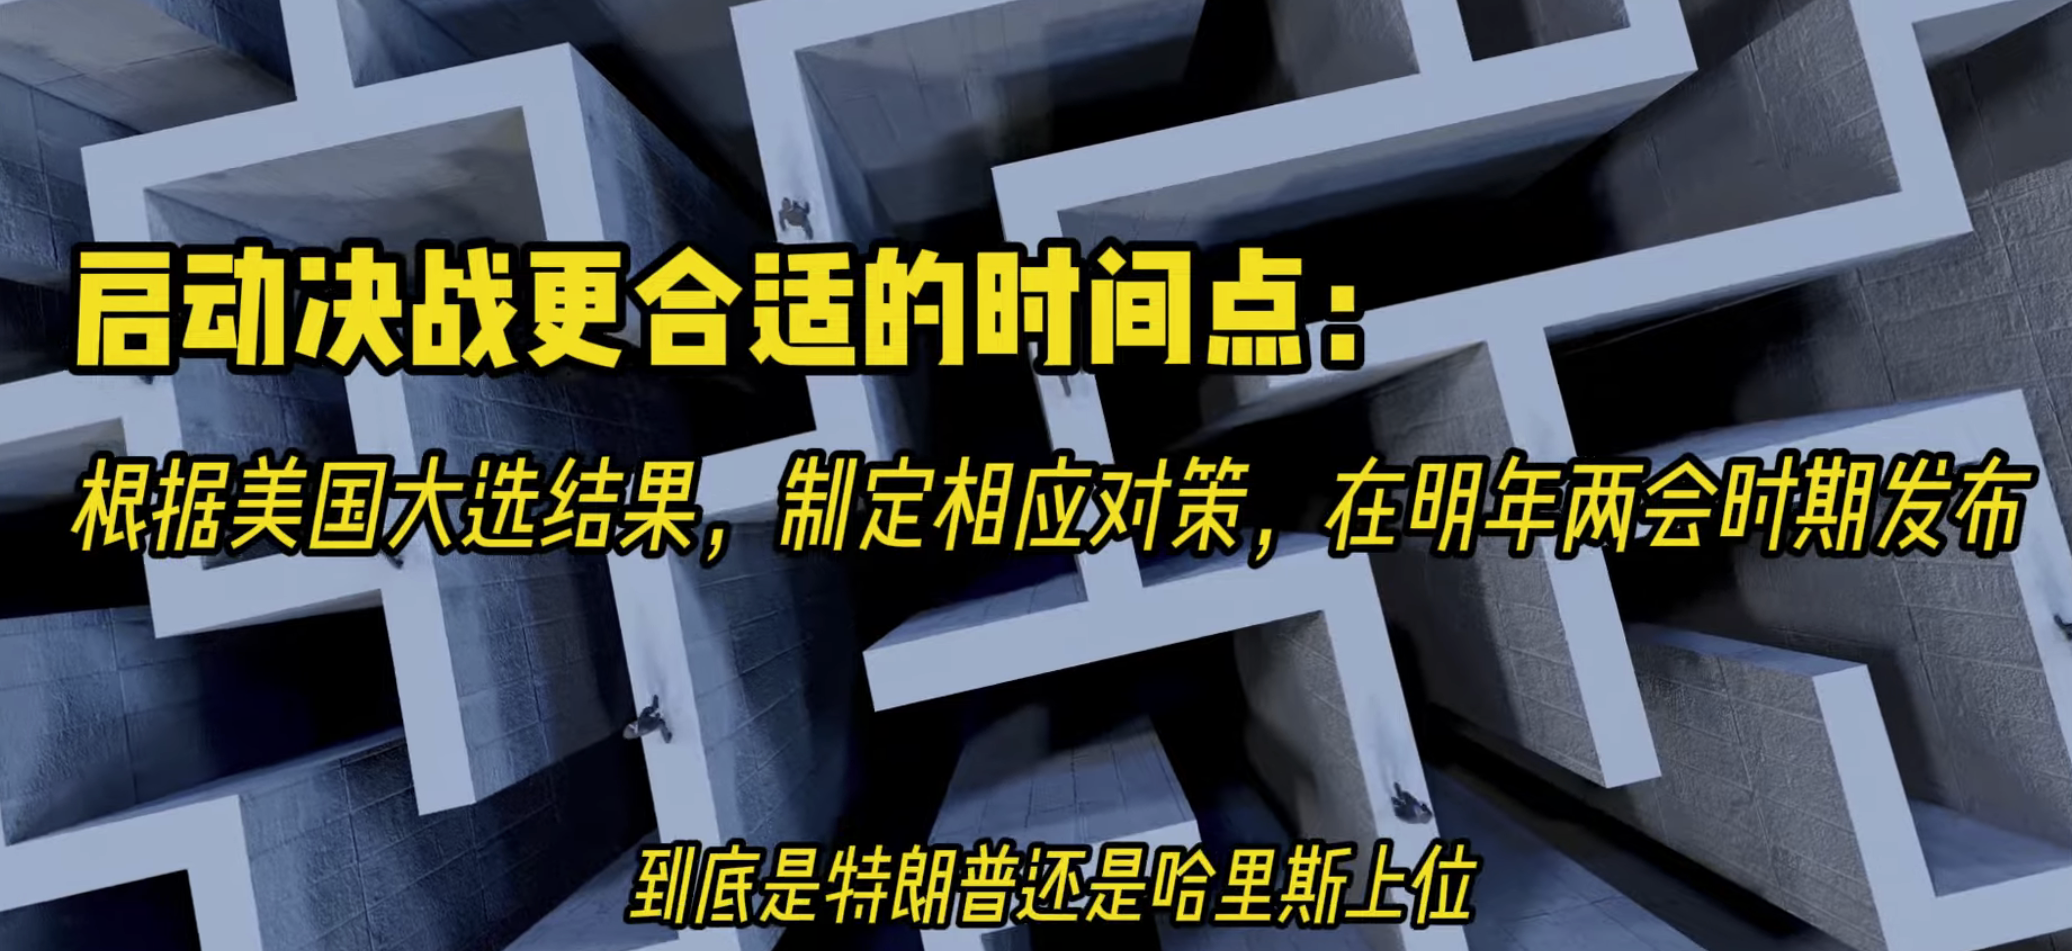 启动决战更合适的时间点：
根据美国大选结果，制定相应对策，在明年两会时期发布
到底是特朗普还是哈里斯上位